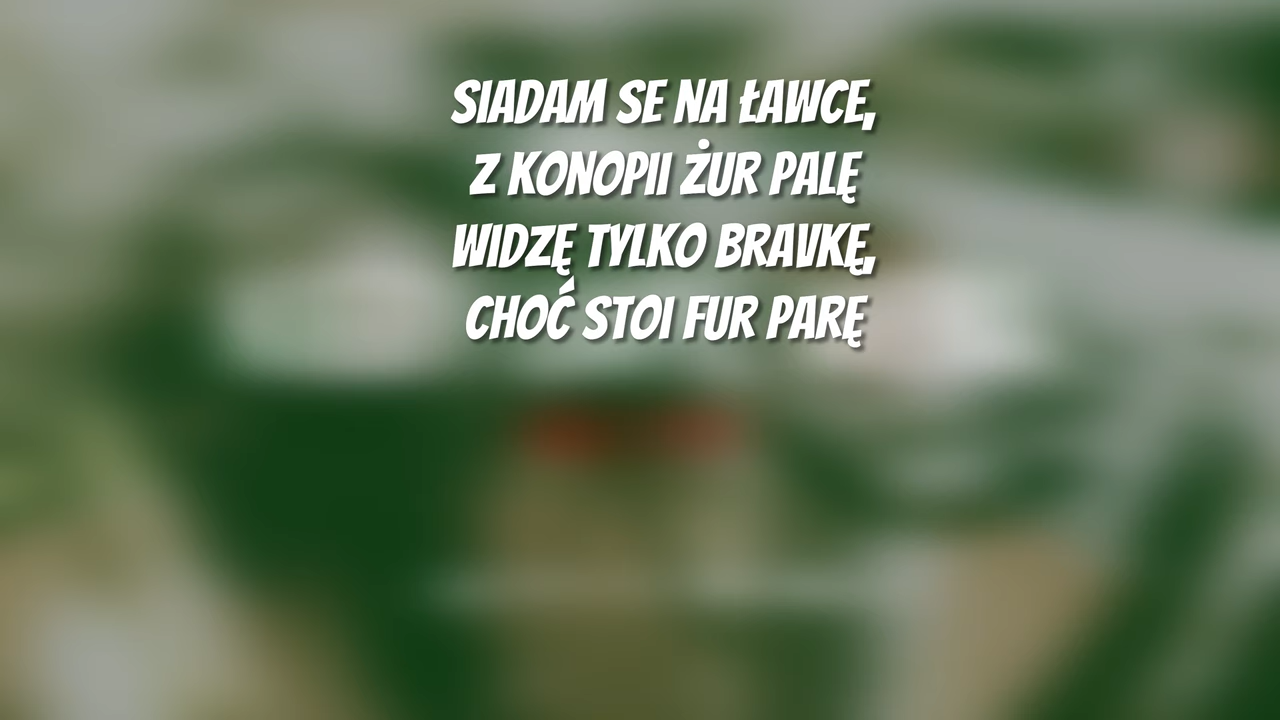 SIADAM SE NA ŁAWCE,
Z KONOPII ŻUR PALĘ
WIDZĘ TYLKO BRAVKĘ,
CHOĆ STOI FUR PARĘ